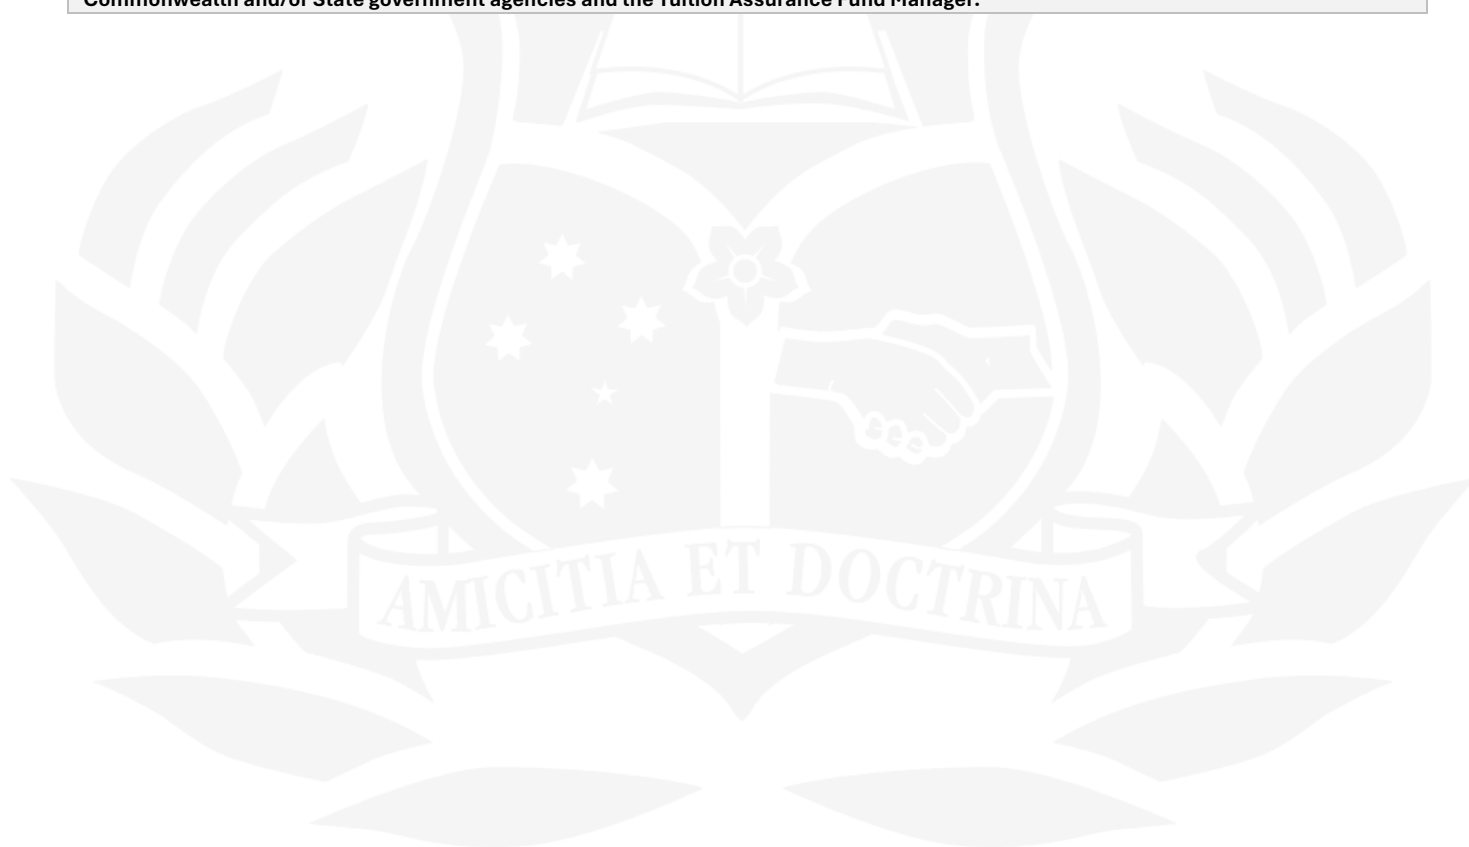 Commonwealth and/or State government agencies and the Tuition Assurance Fund Manager.
AMICITIA ET DOCTRINA